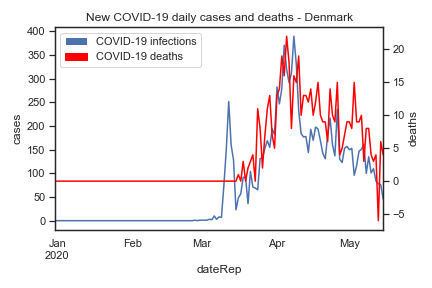 New COVID-19 daily cases and deaths - Denmark
COVID-19 infections
COVID-19 deaths
400
350
300
250
200
150
100
50
0
cases
20
15
10
5
0
−5
deaths
Jan
2020
Feb
Mar
Apr
May
dateRep